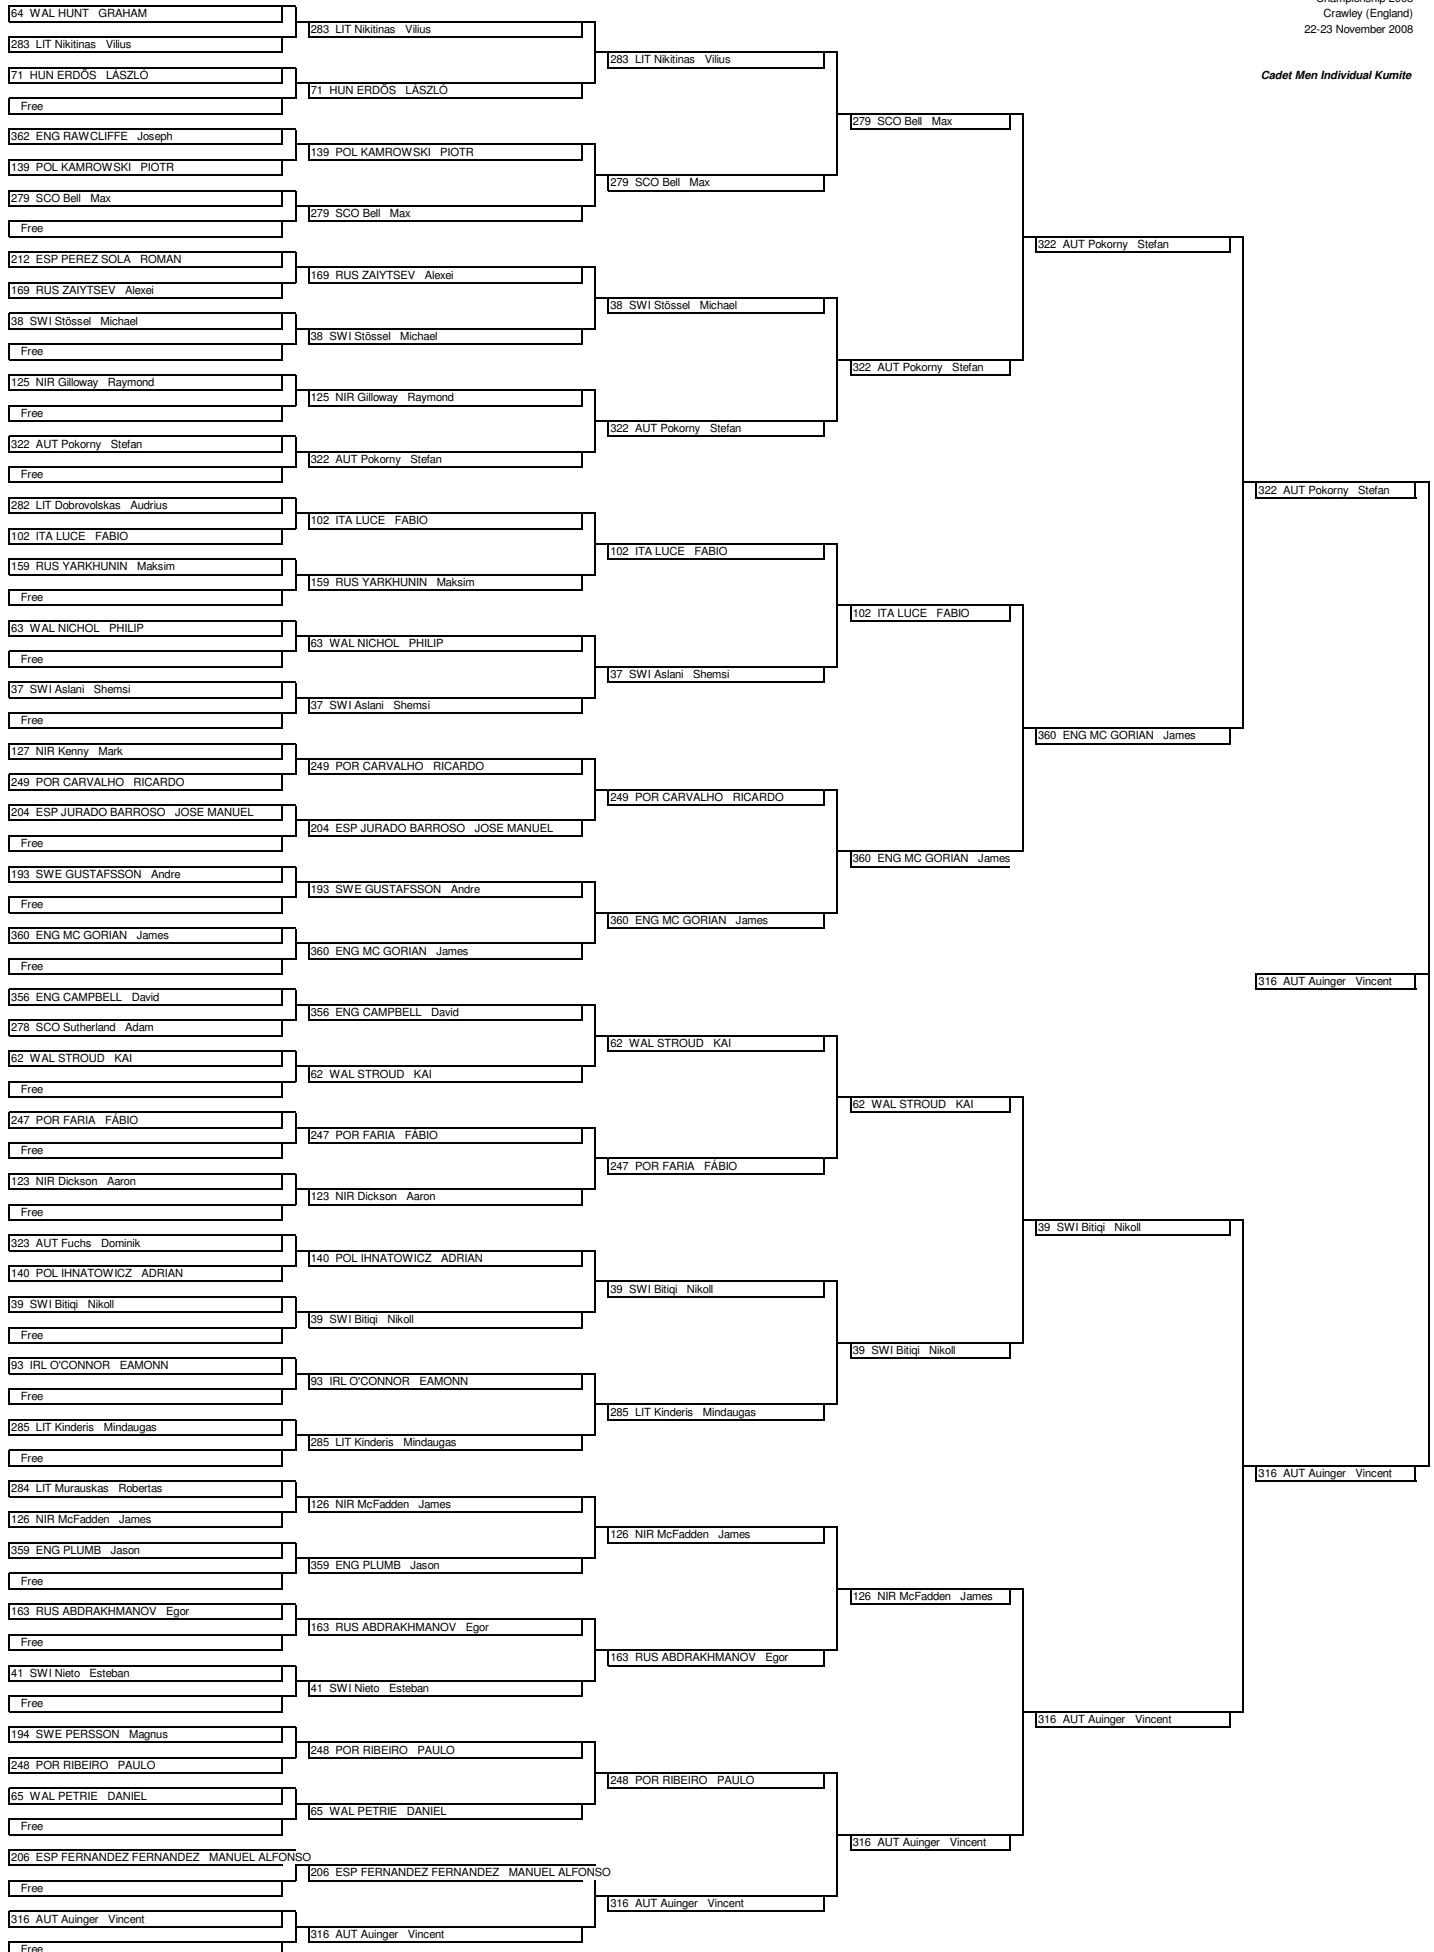 Championship 2008
Crawley (England)
22-23 November 2008
Cadet Men Individual Kumite
64 WAL HUNT GRAHAM
283 LIT Nikitinas Vilius
71 HUN ERDÕS LÁSZLÓ
Free
362 ENG RAWCLIFFE Joseph
139 POL KAMROWSKI PIOTR
279 SCO Bell Max
Free
212 ESP PEREZ SOLA ROMAN
169 RUS ZAIYTSEV Alexei
38 SWI Stössel Michael
Free
125 NIR Gilloway Raymond
Free
322 AUT Pokorny Stefan
Free
282 LIT Dobrovolskas Audrius
102 ITA LUCE FABIO
159 RUS YARKHUNIN Maksim
Free
63 WAL NICHOL PHILIP
Free
37 SWI Aslani Shemsi
Free
127 NIR Kenny Mark
249 POR CARVALHO RICARDO
204 ESP JURADO BARROSO JOSE MANUEL
Free
193 SWE GUSTAFSSON Andre
Free
360 ENG MC GORIAN James
Free
356 ENG CAMPBELL David
278 SCO Sutherland Adam
62 WAL STROUD KAI
Free
247 POR FARIA FÁBIO
Free
123 NIR Dickson Aaron
Free
323 AUT Fuchs Dominik
140 POL IHNATOWICZ ADRIAN
39 SWI Bitiqi Nikoll
Free
93 IRL O'CONNOR EAMONN
Free
285 LIT Kinderis Mindaugas
Free
284 LIT Murauskas Robertas
126 NIR McFadden James
359 ENG PLUMB Jason
Free
163 RUS ABDRAKHMANOV Egor
Free
41 SWI Nieto Esteban
Free
194 SWE PERSSON Magnus
248 POR RIBEIRO PAULO
65 WAL PETRIE DANIEL
Free
206 ESP FERNANDEZ FERNANDEZ MANUEL ALFONSO
Free
316 AUT Auinger Vincent
Free
283 LIT Nikitinas Vilius
71 HUN ERDÕS LÁSZLÓ
139 POL KAMROWSKI PIOTR
279 SCO Bell Max
169 RUS ZAIYTSEV Alexei
38 SWI Stössel Michael
125 NIR Gilloway Raymond
322 AUT Pokorny Stefan
102 ITA LUCE FABIO
159 RUS YARKHUNIN Maksim
63 WAL NICHOL PHILIP
37 SWI Aslani Shemsi
249 POR CARVALHO RICARDO
204 ESP JURADO BARROSO JOSE MANUEL
193 SWE GUSTAFSSON Andre
360 ENG MC GORIAN James
356 ENG CAMPBELL David
62 WAL STROUD KAI
247 POR FARIA FÁBIO
123 NIR Dickson Aaron
140 POL IHNATOWICZ ADRIAN
39 SWI Bitiqi Nikoll
93 IRL O'CONNOR EAMONN
285 LIT Kinderis Mindaugas
126 NIR McFadden James
359 ENG PLUMB Jason
163 RUS ABDRAKHMANOV Egor
41 SWI Nieto Esteban
248 POR RIBEIRO PAULO
65 WAL PETRIE DANIEL
206 ESP FERNANDEZ FERNANDEZ MANUEL ALFONSO
316 AUT Auinger Vincent
283 LIT Nikitinas Vilius
279 SCO Bell Max
38 SWI Stössel Michael
322 AUT Pokorny Stefan
102 ITA LUCE FABIO
37 SWI Aslani Shemsi
249 POR CARVALHO RICARDO
360 ENG MC GORIAN James
62 WAL STROUD KAI
247 POR FARIA FÁBIO
39 SWI Bitiqi Nikoll
285 LIT Kinderis Mindaugas
126 NIR McFadden James
163 RUS ABDRAKHMANOV Egor
248 POR RIBEIRO PAULO
316 AUT Auinger Vincent
279 SCO Bell Max
322 AUT Pokorny Stefan
102 ITA LUCE FABIO
360 ENG MC GORIAN James
62 WAL STROUD KAI
39 SWI Bitiqi Nikoll
126 NIR McFadden James
316 AUT Auinger Vincent
322 AUT Pokorny Stefan
360 ENG MC GORIAN James
39 SWI Bitiqi Nikoll
316 AUT Auinger Vincent
322 AUT Pokorny Stefan
316 AUT Auinger Vincent
316 AUT Auinger Vincent